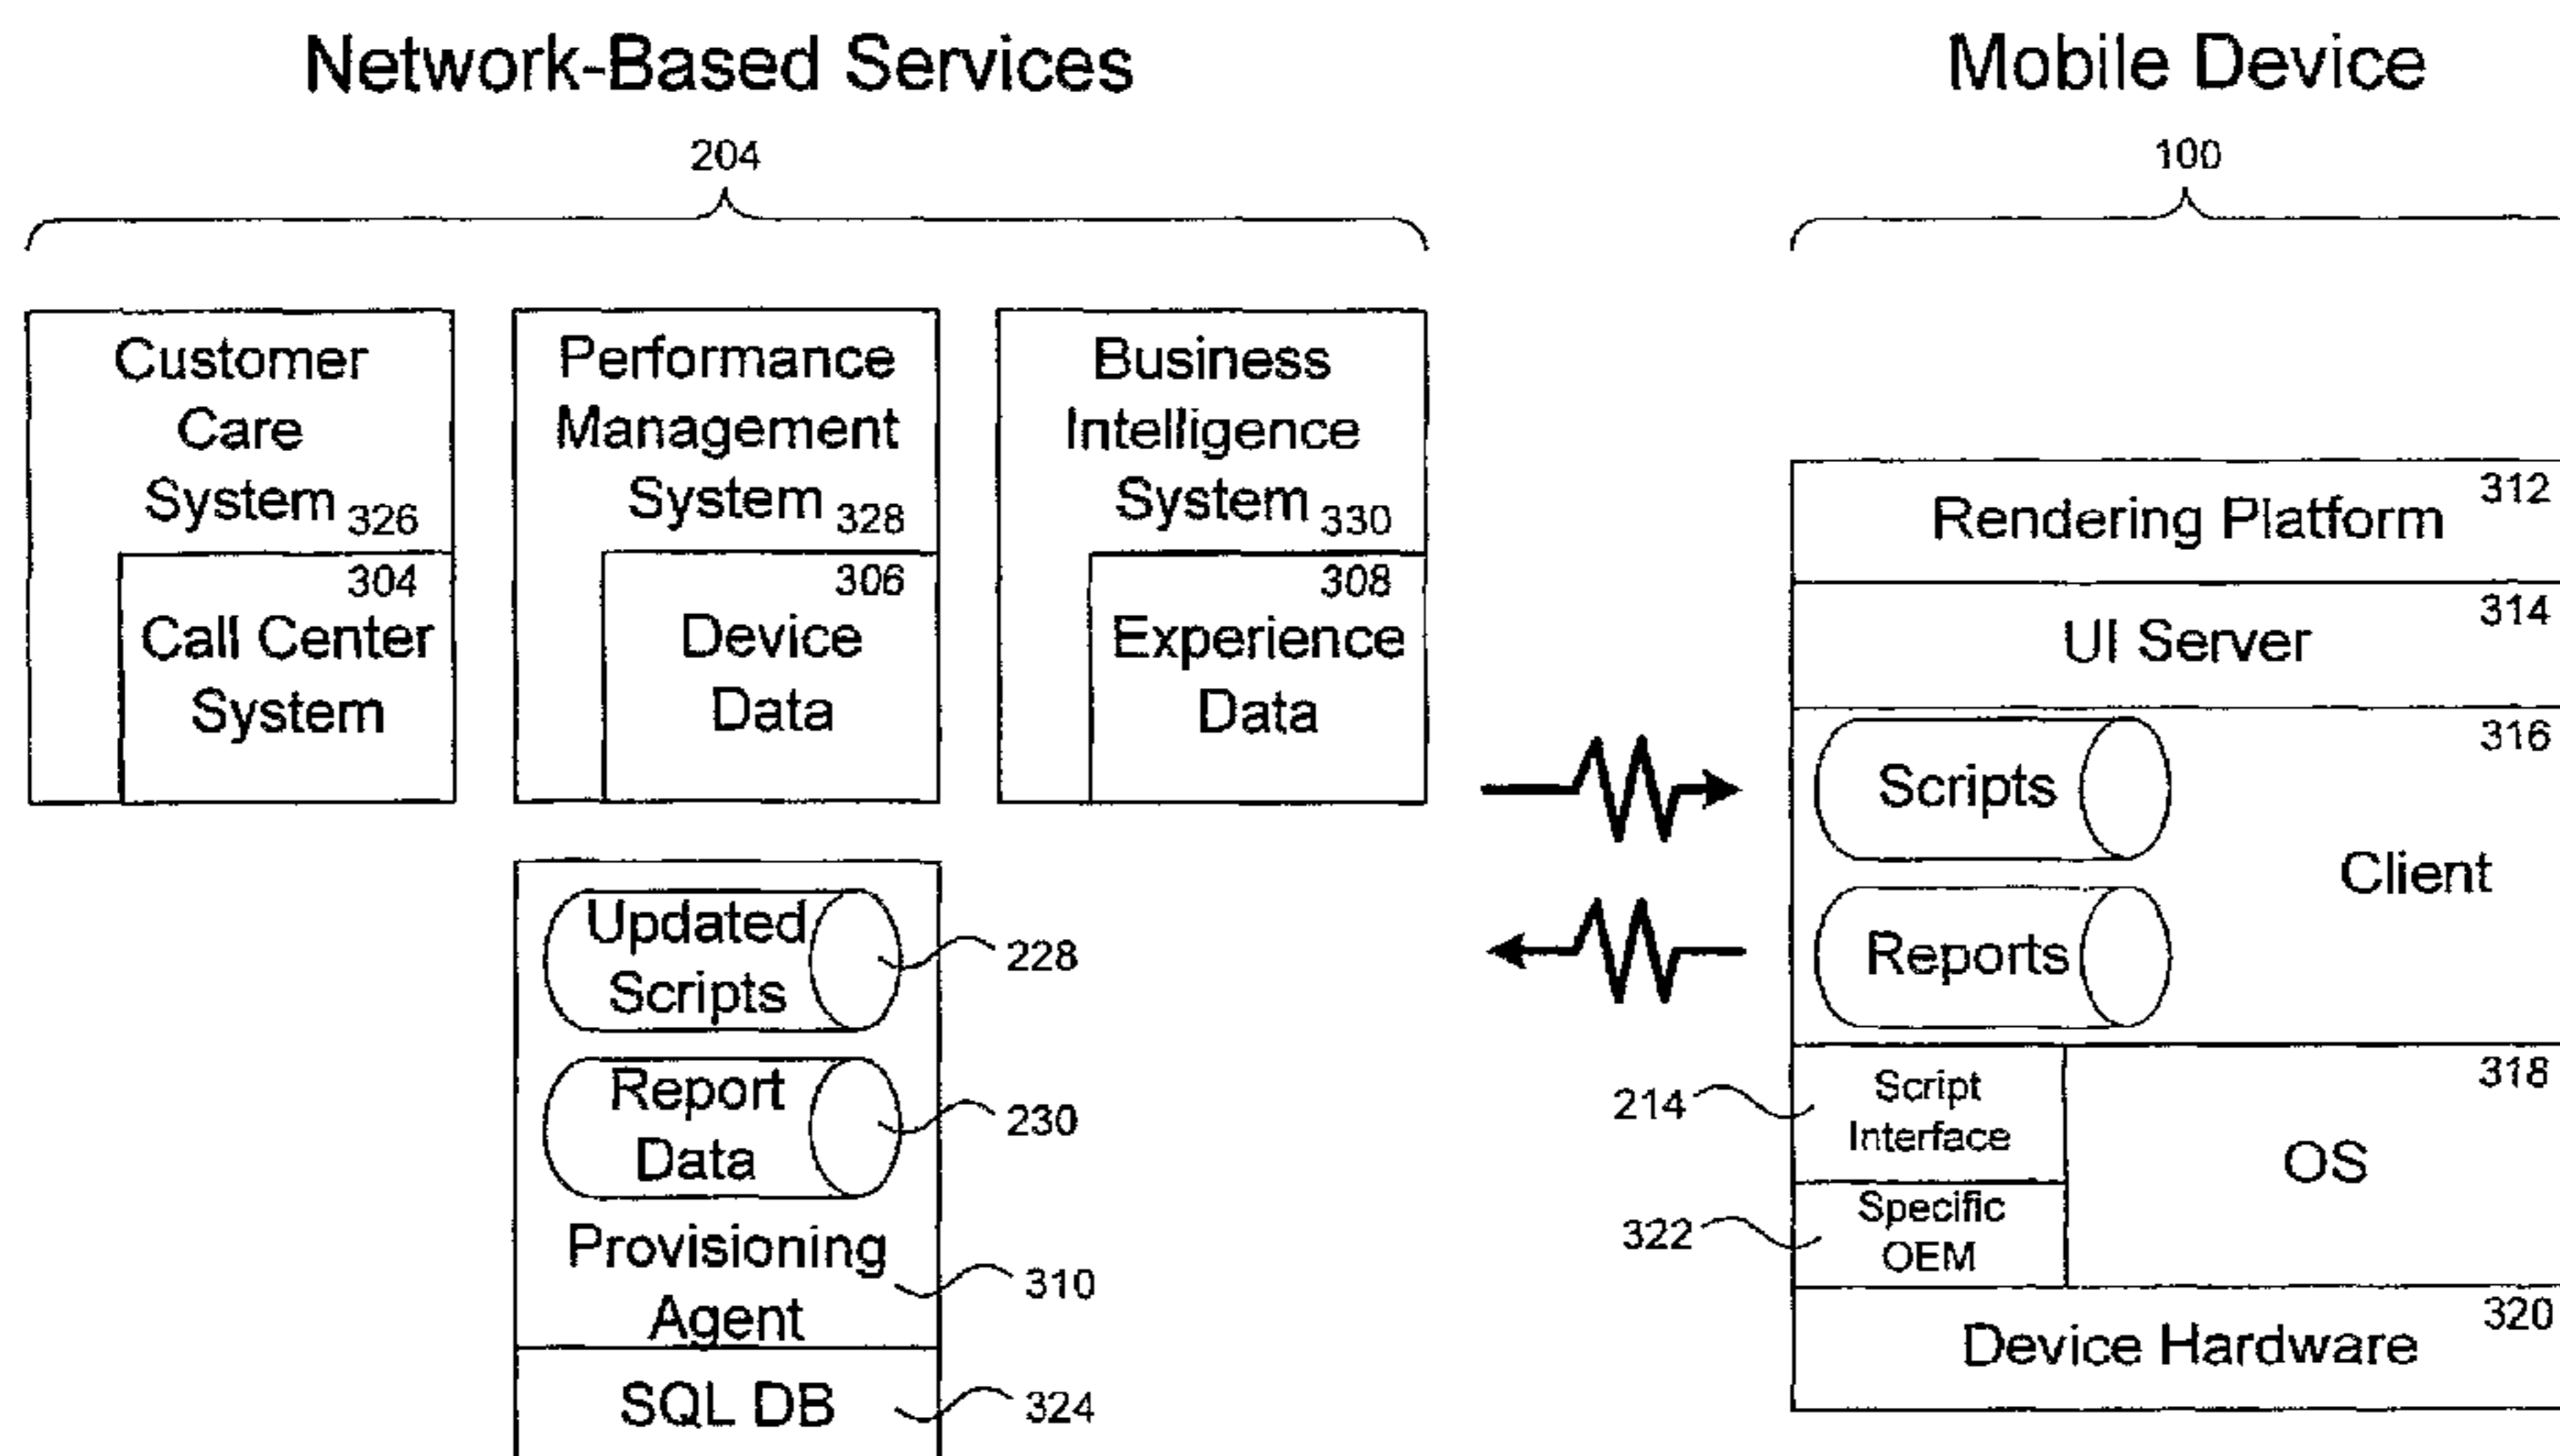 Network-Based Services
204
Customer
Care
System 326
304
Call Center
System
Performance
Management
System 328
306
Device
Data
Business
Intelligence
System 330
308
Experience
Data
Updated
Scripts
228
Report
Data
230
Provisioning
Agent
310
SQL DB
324
Mobile Device
100
312
Rendering Platform
314
UI Server
316
Scripts
Client
Reports
318
214
Script
Interface
OS
322
Specific
OEM
320
Device Hardware